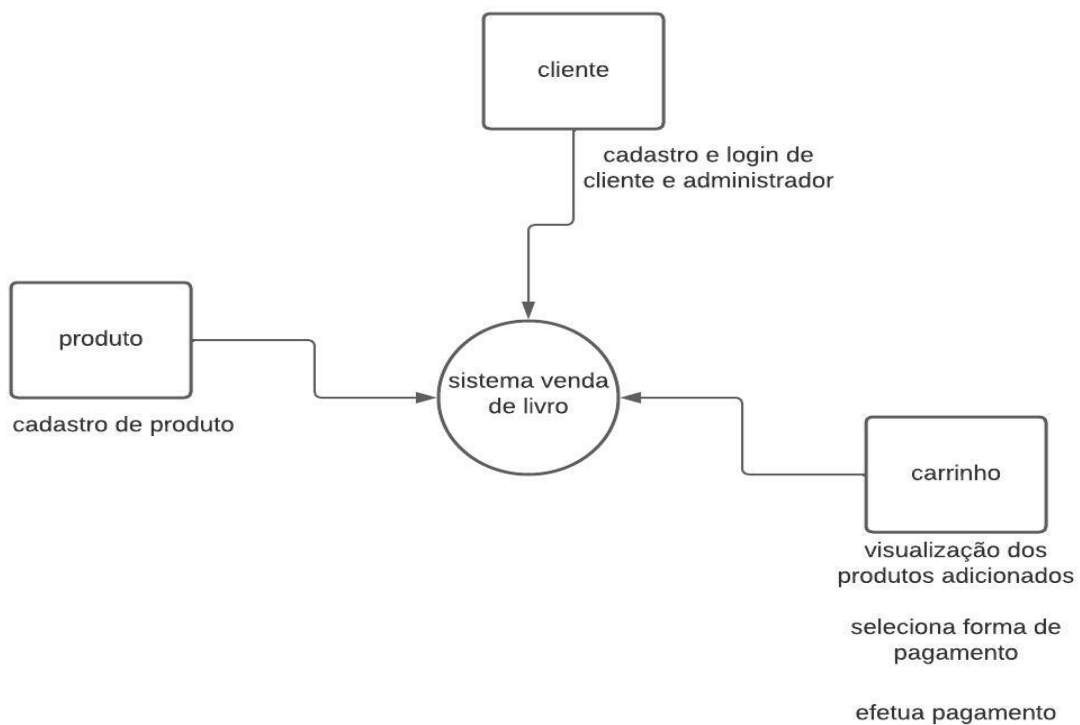 cliente
cadastro e login de
cliente e administrador
produto
cadastro de produto
sistema venda
de livro
carrinho
visualização dos
produtos adicionados
seleciona forma de
pagamento
efetua pagamento